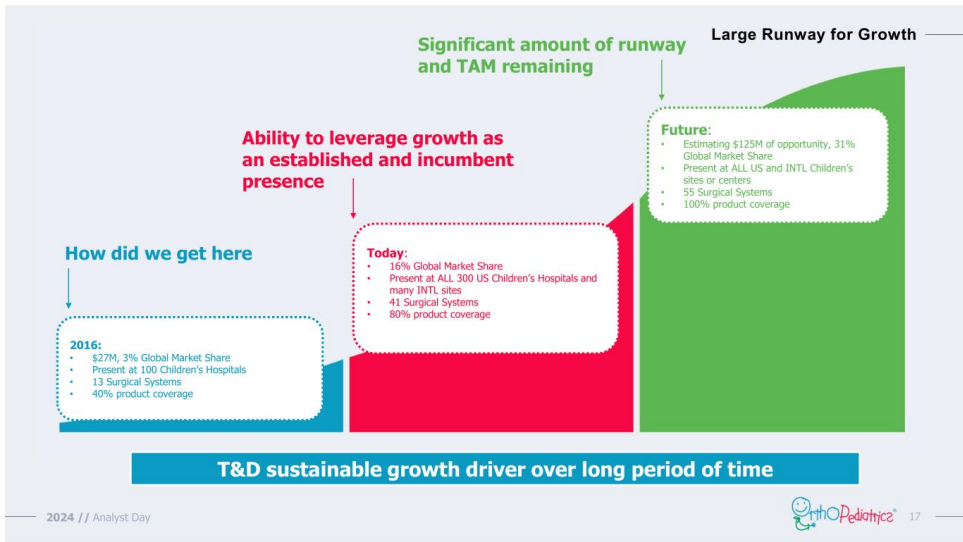 Large Runway for Growth
Significant amount of runway
and TAM remaining
Ability to leverage growth as
an established and incumbent
presence
How did we get here
2016:
• $27M, 3% Global Market Share
• Present at 100 Children's Hospitals
• 13 Surgical Systems
• 40% product coverage
Today:
• 16% Global Market Share
• Present at ALL 300 US Children's Hospitals and
many INTL sites
• 41 Surgical Systems
• 80% product coverage
Future:
• Estimating $125M of opportunity, 31%
Global Market Share
• Present at ALL US and INTL Children's
sites or centers
• 55 Surgical Systems
• 100% product coverage
T&D sustainable growth driver over long period of time
2024 // Analyst Day
OrthoPediatrics®
17